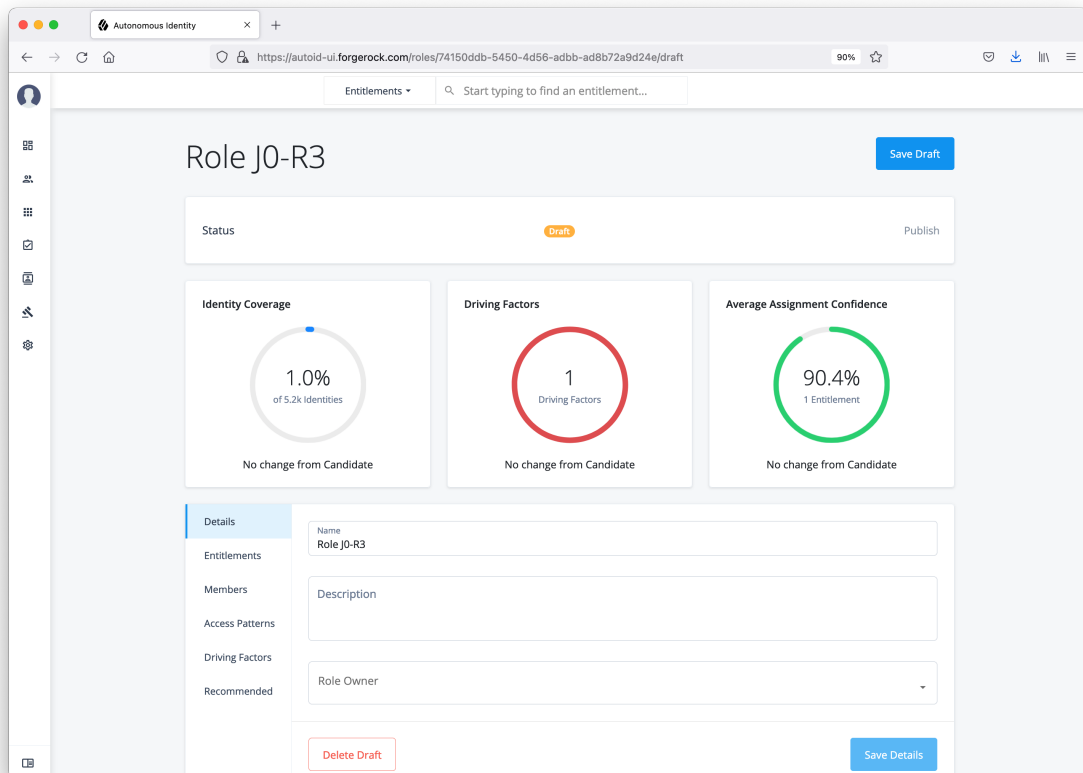 Autonomous Identity
https://autoid-ui.forgerock.com/roles/74150ddb-5450-4d56-adbb-ad8b72a9d24e/draft
90%
Entitlements
Start typing to find an entitlement...
Role J0-R3
Save Draft
Status
Draft
Publish
Identity Coverage
1.0%
of 5.2k Identities
No change from Candidate
Driving Factors
1
Driving Factors
No change from Candidate
Average Assignment Confidence
90.4%
1 Entitlement
No change from Candidate
Details
Entitlements
Members
Access Patterns
Driving Factors
Recommended
Name
Role J0-R3
Description
Role Owner
Delete Draft
Save Details